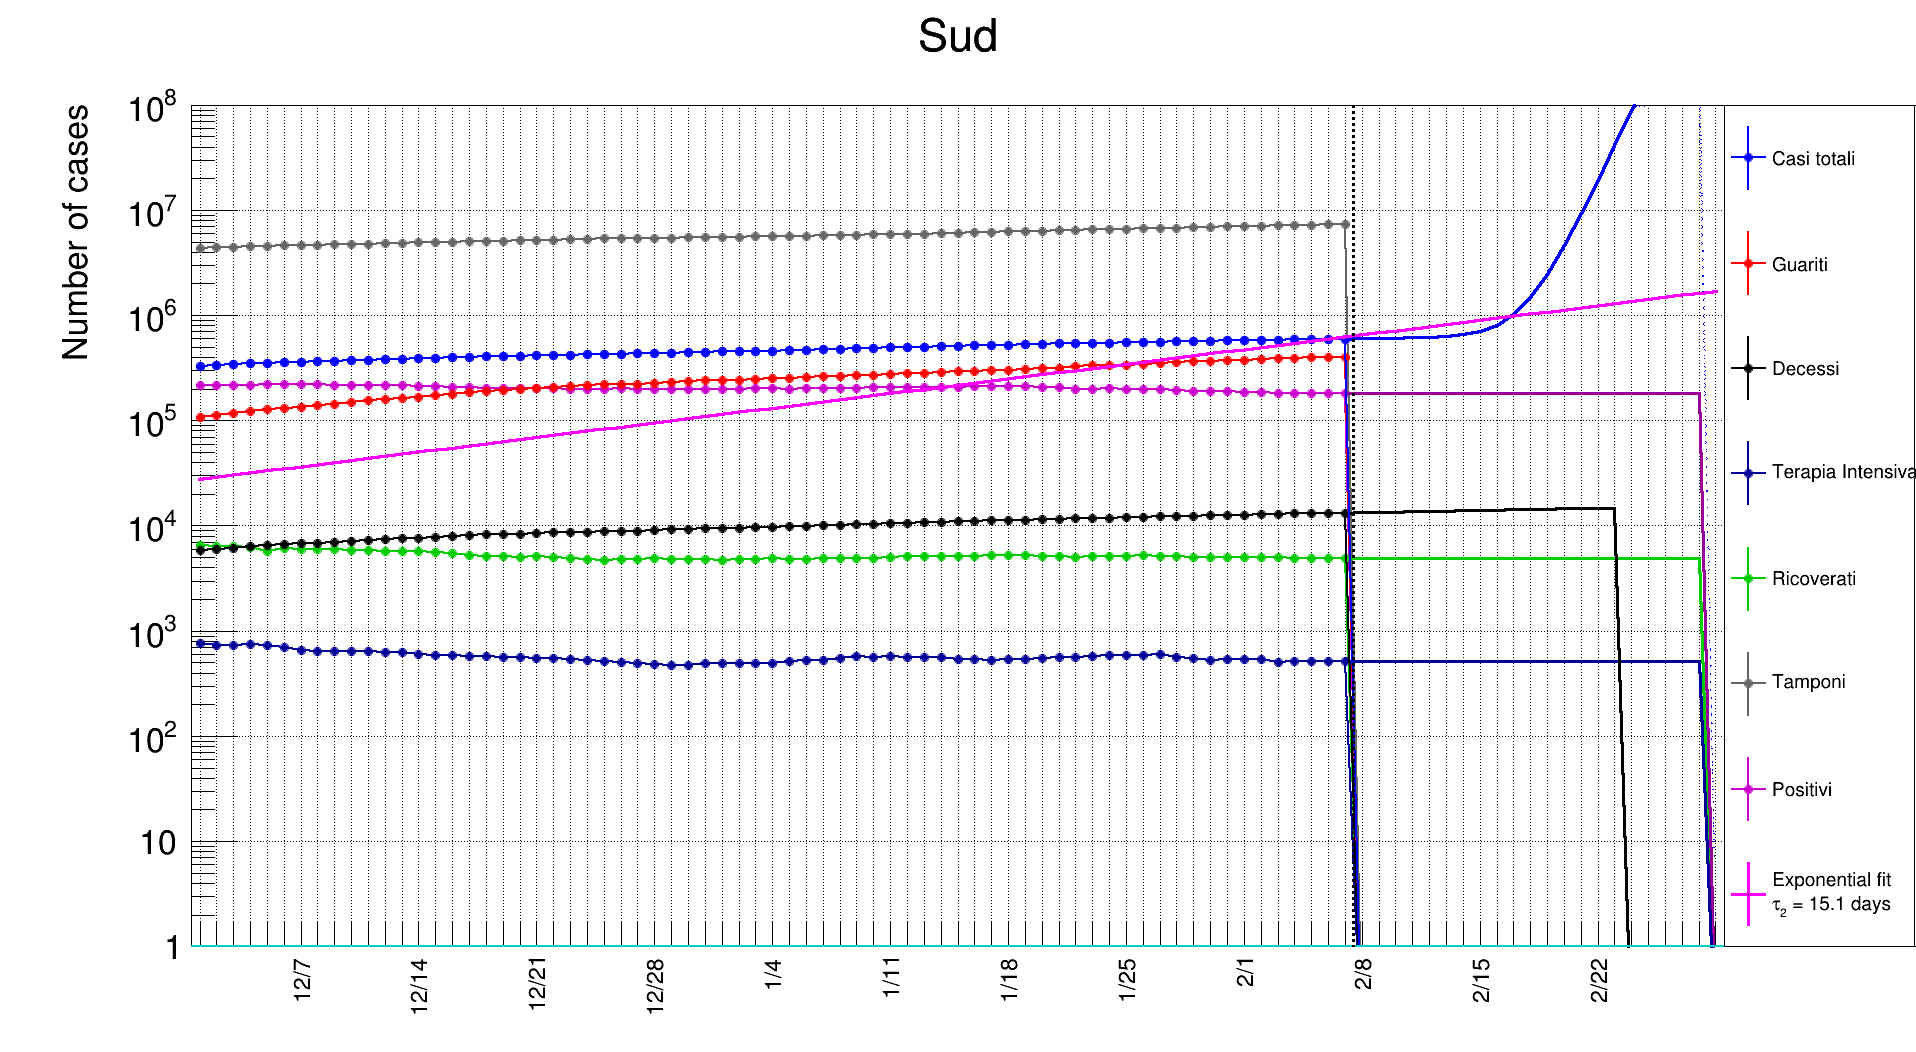 Sud
Number of cases
10^8
10^7
10^6
10^5
10^4
10^3
10^2
10
1
12/7
12/14
12/21
12/28
1/4
1/11
1/18
1/25
2/1
2/8
2/15
2/22
Casi totali
Guariti
Decessi
Terapia Intensiva
Ricoverati
Tamponi
Positivi
Exponential fit
τ₂ = 15.1 days